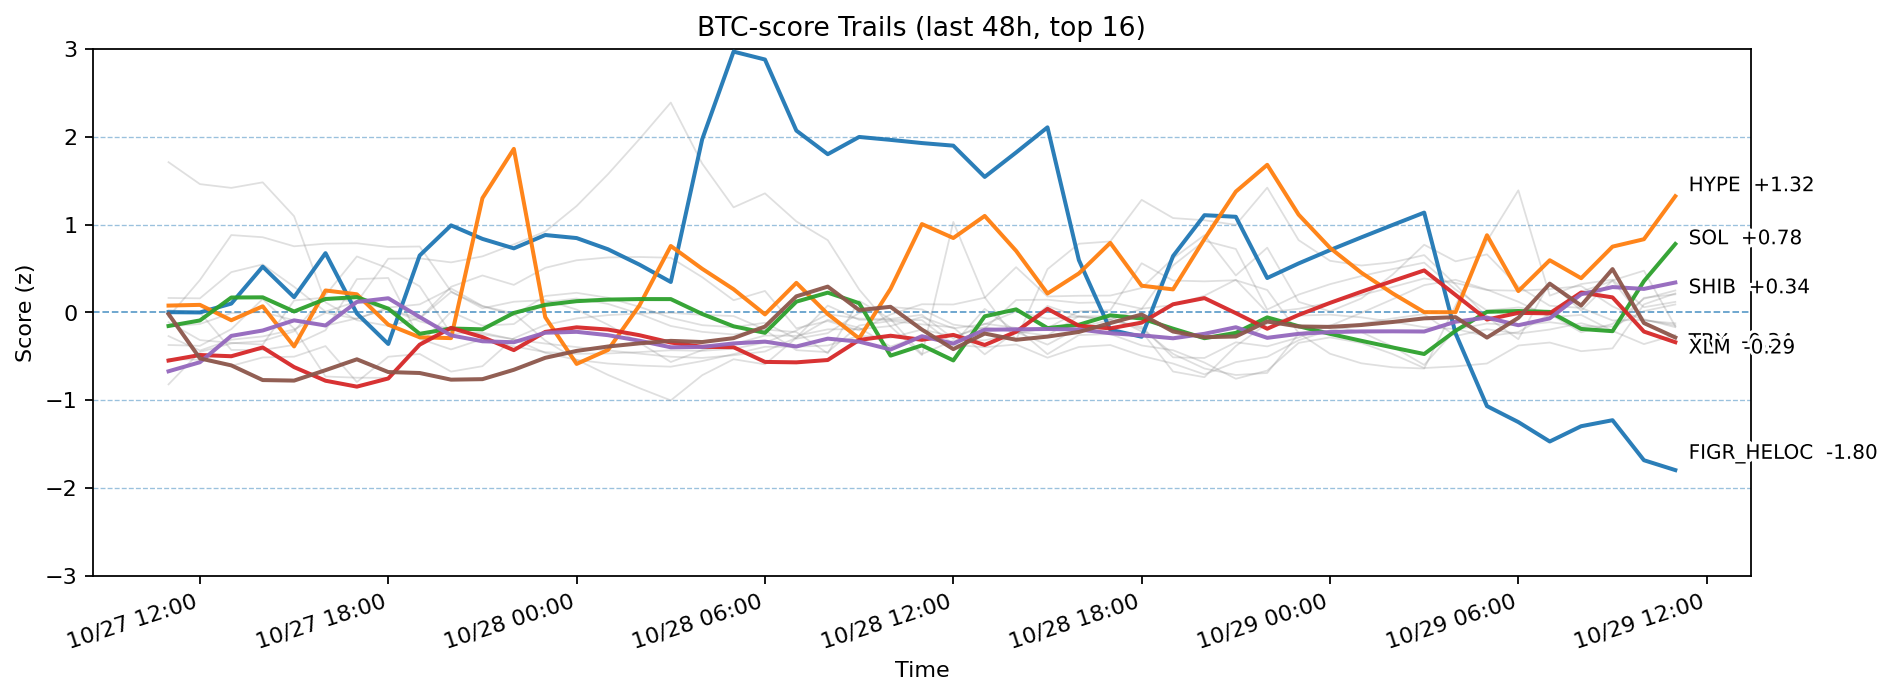 BTC-score Trails (last 48h, top 16)
Score (z)
3
2
1
0
−1
−2
−3
HYPE +1.32
SOL +0.78
SHIB +0.34
XLM -0.29
FIGR_HELOC -1.80
10/27 12:00
10/27 18:00
10/28 00:00
10/28 06:00
10/28 12:00
10/28 18:00
10/29 00:00
10/29 06:00
10/29 12:00
Time